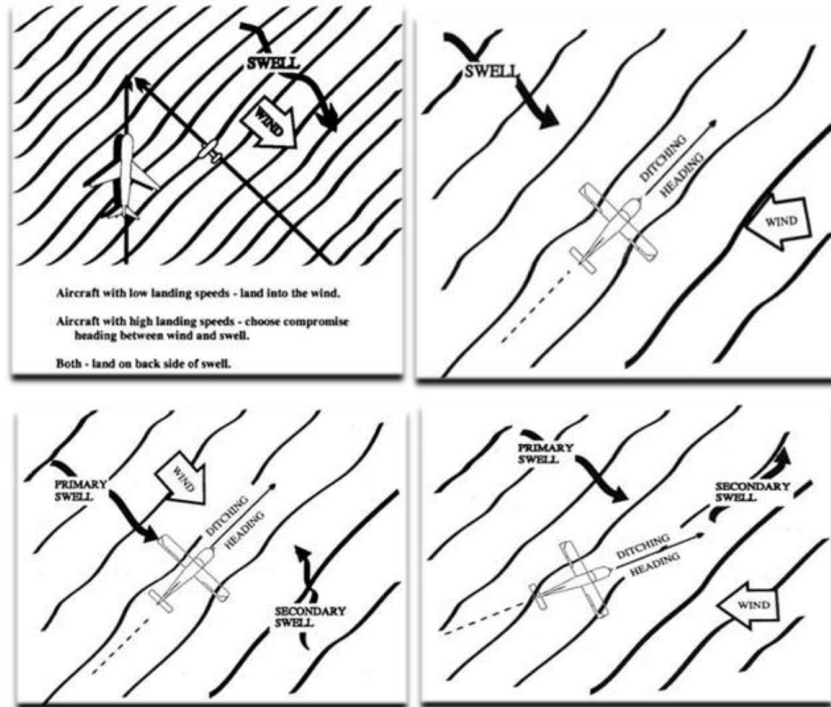 SWELL
WIND
Aircraft with low landing speeds - land into the wind.
Aircraft with high landing speeds - choose compromise
heading between wind and swell.
Both - land on back side of swell.
SWELL
DITCHING
HEADING
WIND
PRIMARY
SWELL
WIND
DITCHING
HEADING
SECONDARY
SWELL
PRIMARY
SWELL
SECONDARY
SWELL
DITCHING
HEADING
WIND